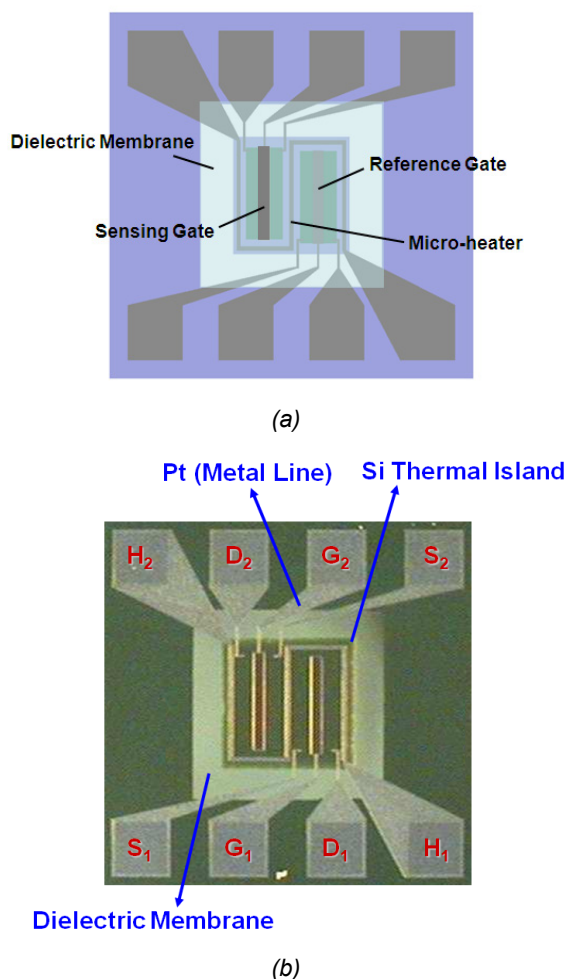 Dielectric Membrane
Reference Gate
Sensing Gate
Micro-heater
(a)
Pt (Metal Line)
Si Thermal Island
H₂
D₂
G₂
S₂
S₁
G₁
D₁
H₁
Dielectric Membrane
(b)